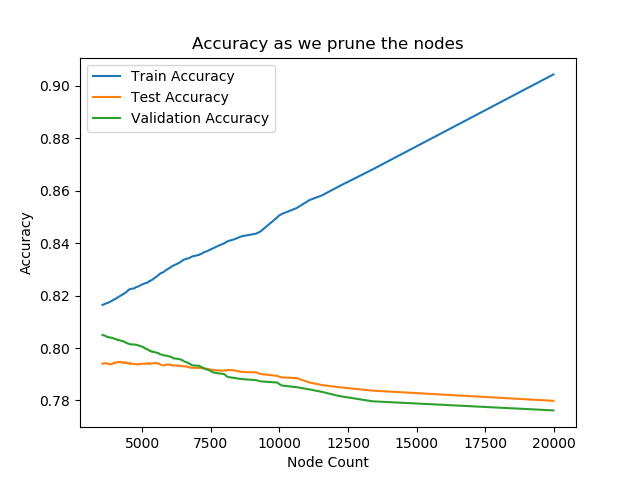 Accuracy as we prune the nodes
Train Accuracy
Test Accuracy
Validation Accuracy
0.90
0.88
0.86
0.84
0.82
0.80
0.78
Accuracy
5000 7500 10000 12500 15000 17500 20000
Node Count